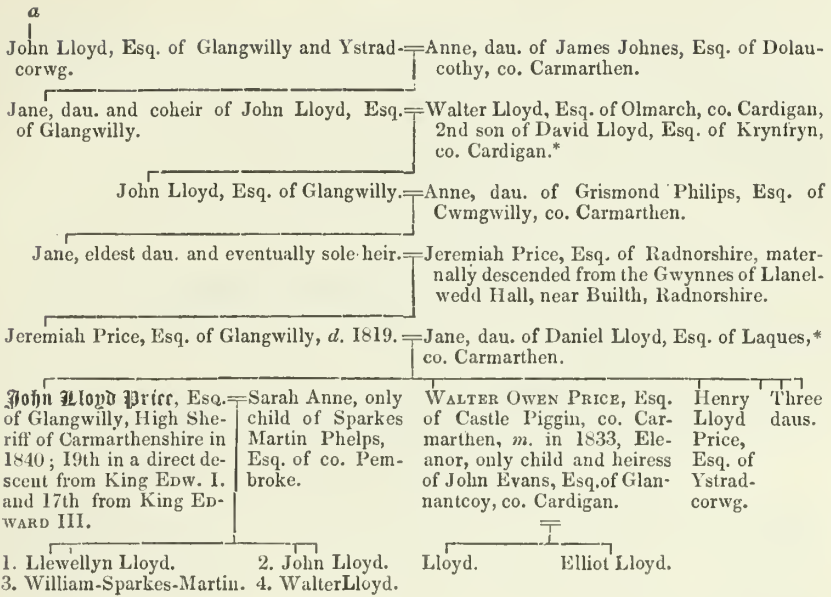 a
John Lloyd, Esq. of Glangwilly and Ystrad-
corwg.
Anne, dau. of James Johnes, Esq. of Dolau-
cothy, co. Carmarthen.
Jane, dau. and coheir of John Lloyd, Esq.
of Glangwilly.
Walter Lloyd, Esq. of Olmarch, co. Cardigan,
2nd son of David Lloyd, Esq. of Krynfryn,
co. Cardigan.*
John Lloyd, Esq. of Glangwilly.
Anne, dau. of Grismond Philips, Esq. of
Cwmgwilly, co. Carmarthen.
Jane, eldest dau. and eventually sole heir.
Jeremiah Price, Esq. of Radnorshire, mater-
nally descended from the Gwynnes of Llanel-
wedd Hall, near Builth, Radnorshire.
Jeremiah Price, Esq. of Glangwilly, d. 1819.
Jane, dau. of Daniel Lloyd, Esq. of Laques,*
co. Carmarthen.
John Lloyd Price, Esq.
of Glangwilly, High She-
riff of Carmarthenshire in
1840; 19th in a direct de-
scent from King EDW. I.
and 17th from King ED-
WARD III.
Sarah Anne, only
child of Sparkes
Martin Phelps,
Esq. of co. Pem-
broke.
WALTER OWEN PRICE, Esq.
of Castle Piggin, co. Car-
marthen, m. in 1833, Ele-
anor, only child and heiress
of John Evans, Esq. of Glan-
nantcoy, co. Cardigan.
Henry
Lloyd
Price,
Esq. of
Ystrad-
corwg.
Three
daus.
1. Llewellyn Lloyd. 2. John Lloyd.
3. William-Sparkes-Martin. 4. Walter Lloyd.
Lloyd. Elliot Lloyd.